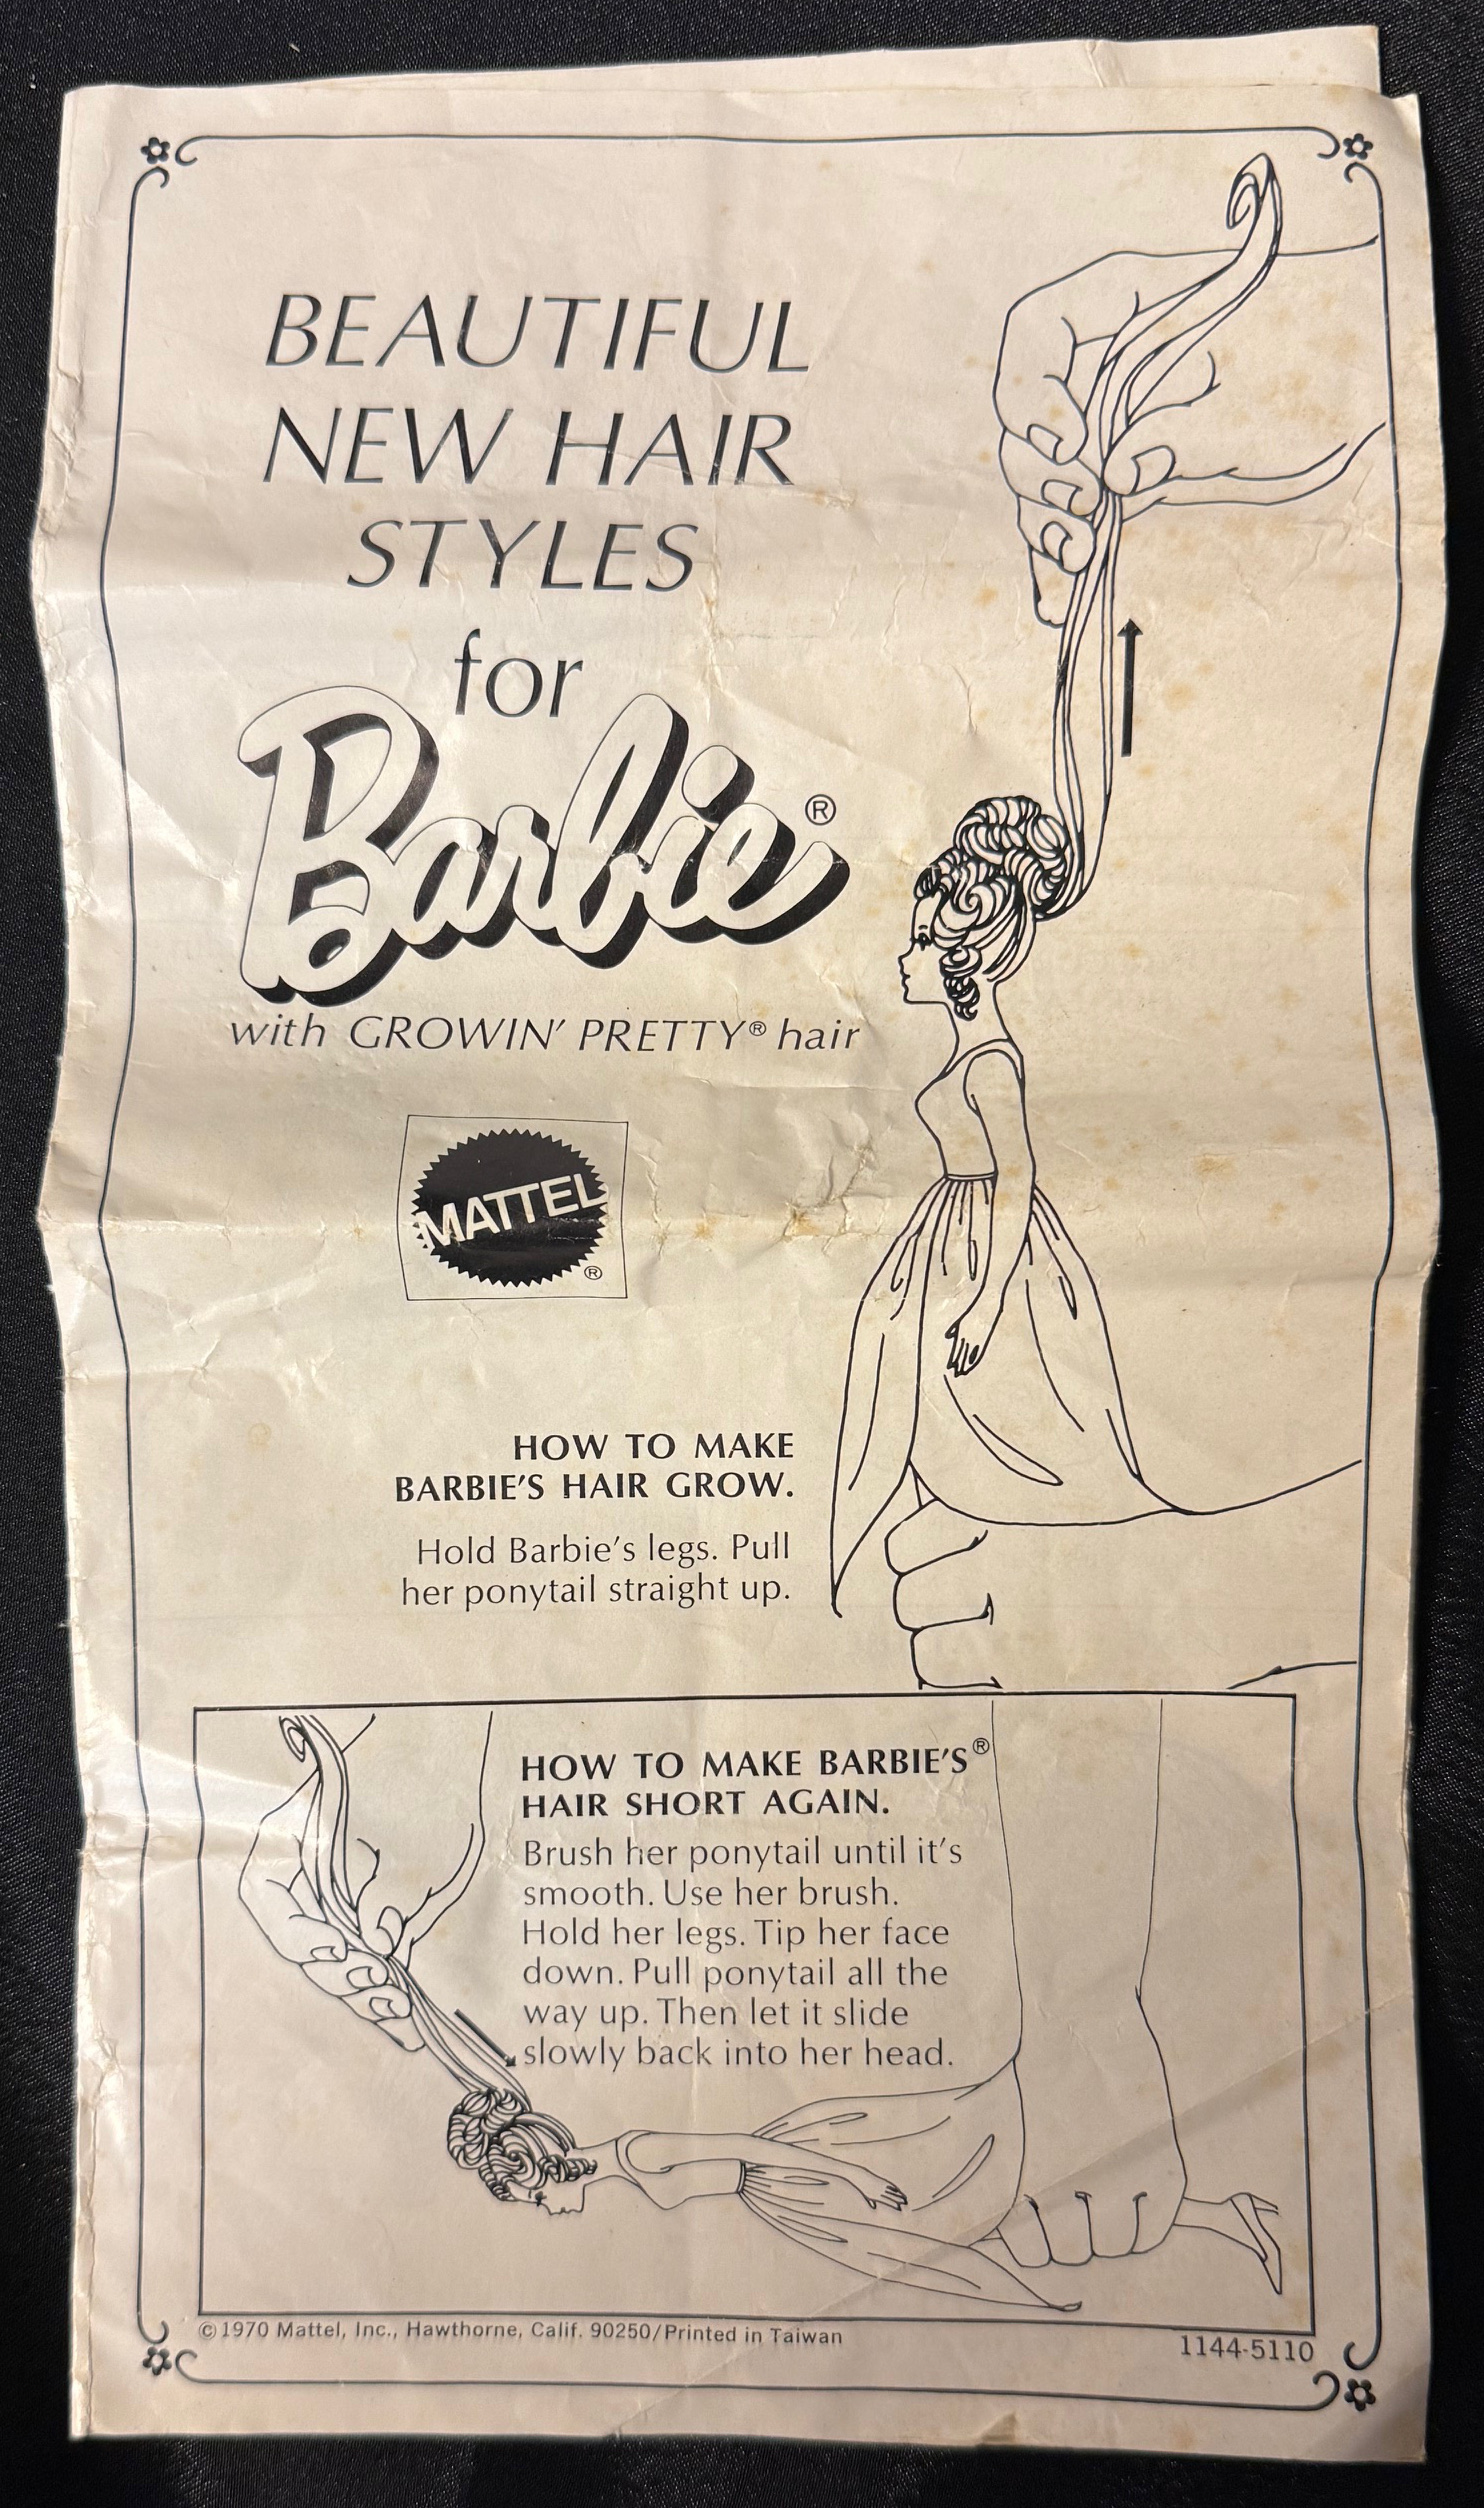 BEAUTIFUL
NEW HAIR
STYLES
for
Barbie®
with GROWIN' PRETTY® hair
MATTEL
®
HOW TO MAKE
BARBIE'S HAIR GROW.
Hold Barbie's legs. Pull
her ponytail straight up.
HOW TO MAKE BARBIE'S®
HAIR SHORT AGAIN.
Brush her ponytail until it's
smooth. Use her brush.
Hold her legs. Tip her face
down. Pull ponytail all the
way up. Then let it slide
slowly back into her head.
©1970 Mattel, Inc., Hawthorne, Calif. 90250/Printed in Taiwan
1144-5110